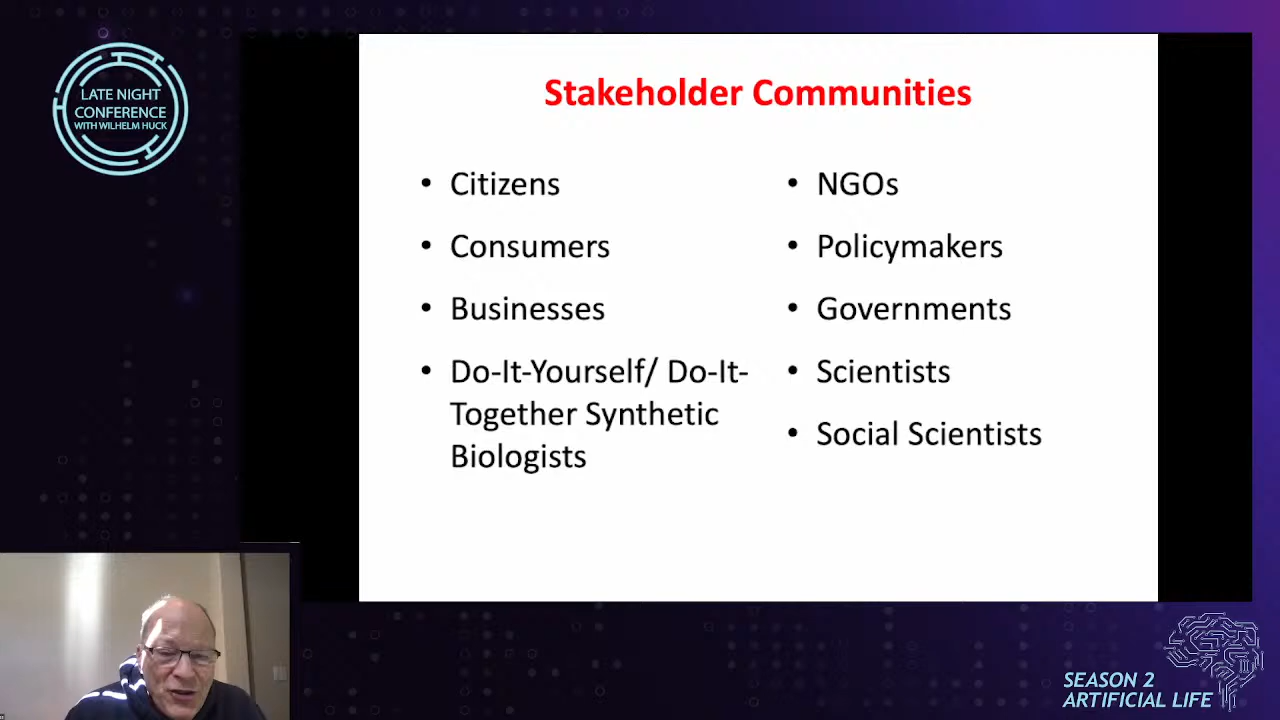 LATE NIGHT
CONFERENCE
WITH WILHELM HUCK
Stakeholder Communities
• Citizens
• Consumers
• Businesses
• Do-It-Yourself/ Do-It-
Together Synthetic
Biologists
• NGOs
• Policymakers
• Governments
• Scientists
• Social Scientists
SEASON 2
ARTIFICIAL LIFE